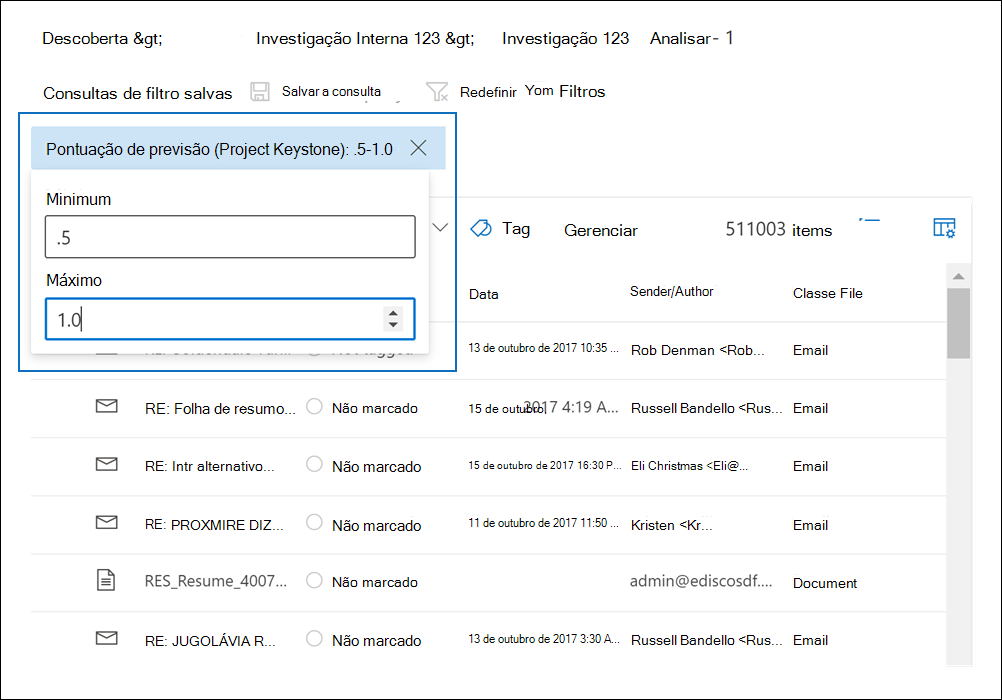 Descoberta &gt; Investigação Interna 123 &gt; Investigação 123 Analisar- 1
Consultas de filtro salvas Salvar a consulta Redefinir Yom Filtros
Pontuação de previsão (Project Keystone): .5-1.0
Minimum
.5
Máximo
1.0
Tag Gerenciar 511003 items
Data Sender/Author Classe File
13 de outubro de 2017 10:35 ... Rob Denman <Rob... Email
RE: Folha de resumo... Não marcado 15 de outubro, 2017 4:19 A... Russell Bandello <Rus... Email
RE: Intr alternativo... Não marcado 15 de outubro de 2017 16:30 P... Eli Christmas <Eli@... Email
RE: PROXMIRE DIZ... Não marcado 11 de outubro de 2017 11:50 ... Kristen <Kr... Email
RES_Resume_4007... Não marcado admin@ediscosdf.... Document
RE: JUGOLÁVIA R... Não marcado 13 de outubro de 2017 3:30 A... Russell Bandello <Rus... Email